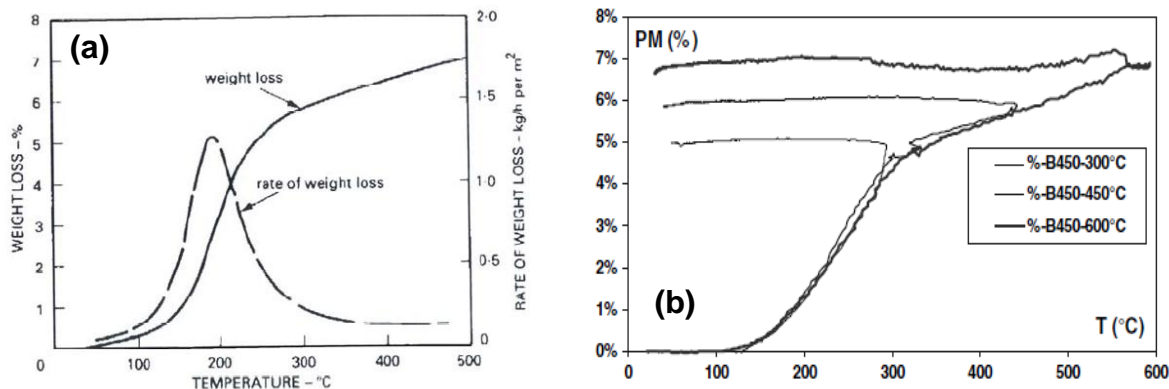 (a)
8
7
6
5
4
3
2
1
0
WEIGHT LOSS - %
100
200
300
400
500
TEMPERATURE - °C
2·0
1·5
1·0
0·5
0
RATE OF WEIGHT LOSS - kg/h per m²
weight loss
rate of weight loss
(b)
PM (%)
8%
7%
6%
5%
4%
3%
2%
1%
0%
0
100
200
300
400
500
600
T (°C)
%-B450-300°C
%-B450-450°C
%-B450-600°C